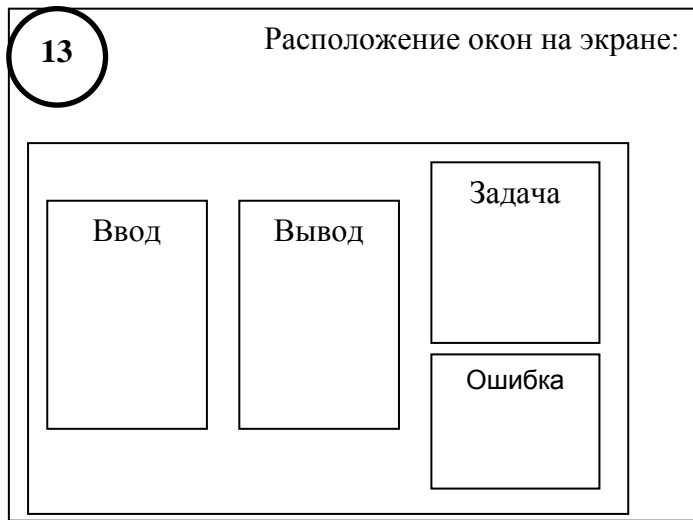 13
Расположение окон на экране:
Ввод
Вывод
Задача
Ошибка